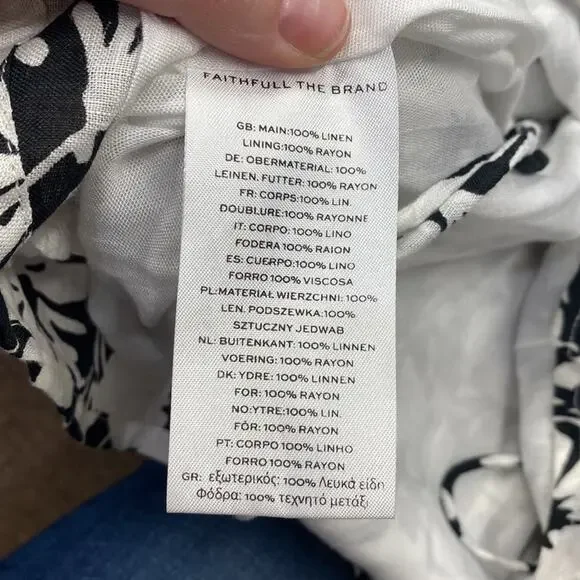 FAITHFULL THE BRAND
GB: MAIN:100% LINEN
LINING:100% RAYON
DE: OBERMATERIAL: 100%
LEINEN. FUTTER: 100% RAYON
FR: CORPS:100% LIN.
DOUBLURE: 100% RAYONNE
IT: CORPO: 100% LINO
FODERA 100% RAION
ES: CUERPO:100% LINO
FORRO 100% VISCOSA
PL:MATERIAŁ WIERZCHNI: 100%
LEN. PODSZEWKA: 100%
SZTUCZNY JEDWAB
NL: BUITENKANT: 100% LINNEN
VOERING: 100% RAYON
DK: YDRE: 100% LINNEN
FOR: 100% RAYON
NO:YTRE:100% LIN.
FÔR: 100% RAYON
PT: CORPO 100% LINHO
FORRO 100% RAYON
GR: εξωτερικός: 100% Λευκά είδη
Φόδρα: 100% τεχνητό μετάξι